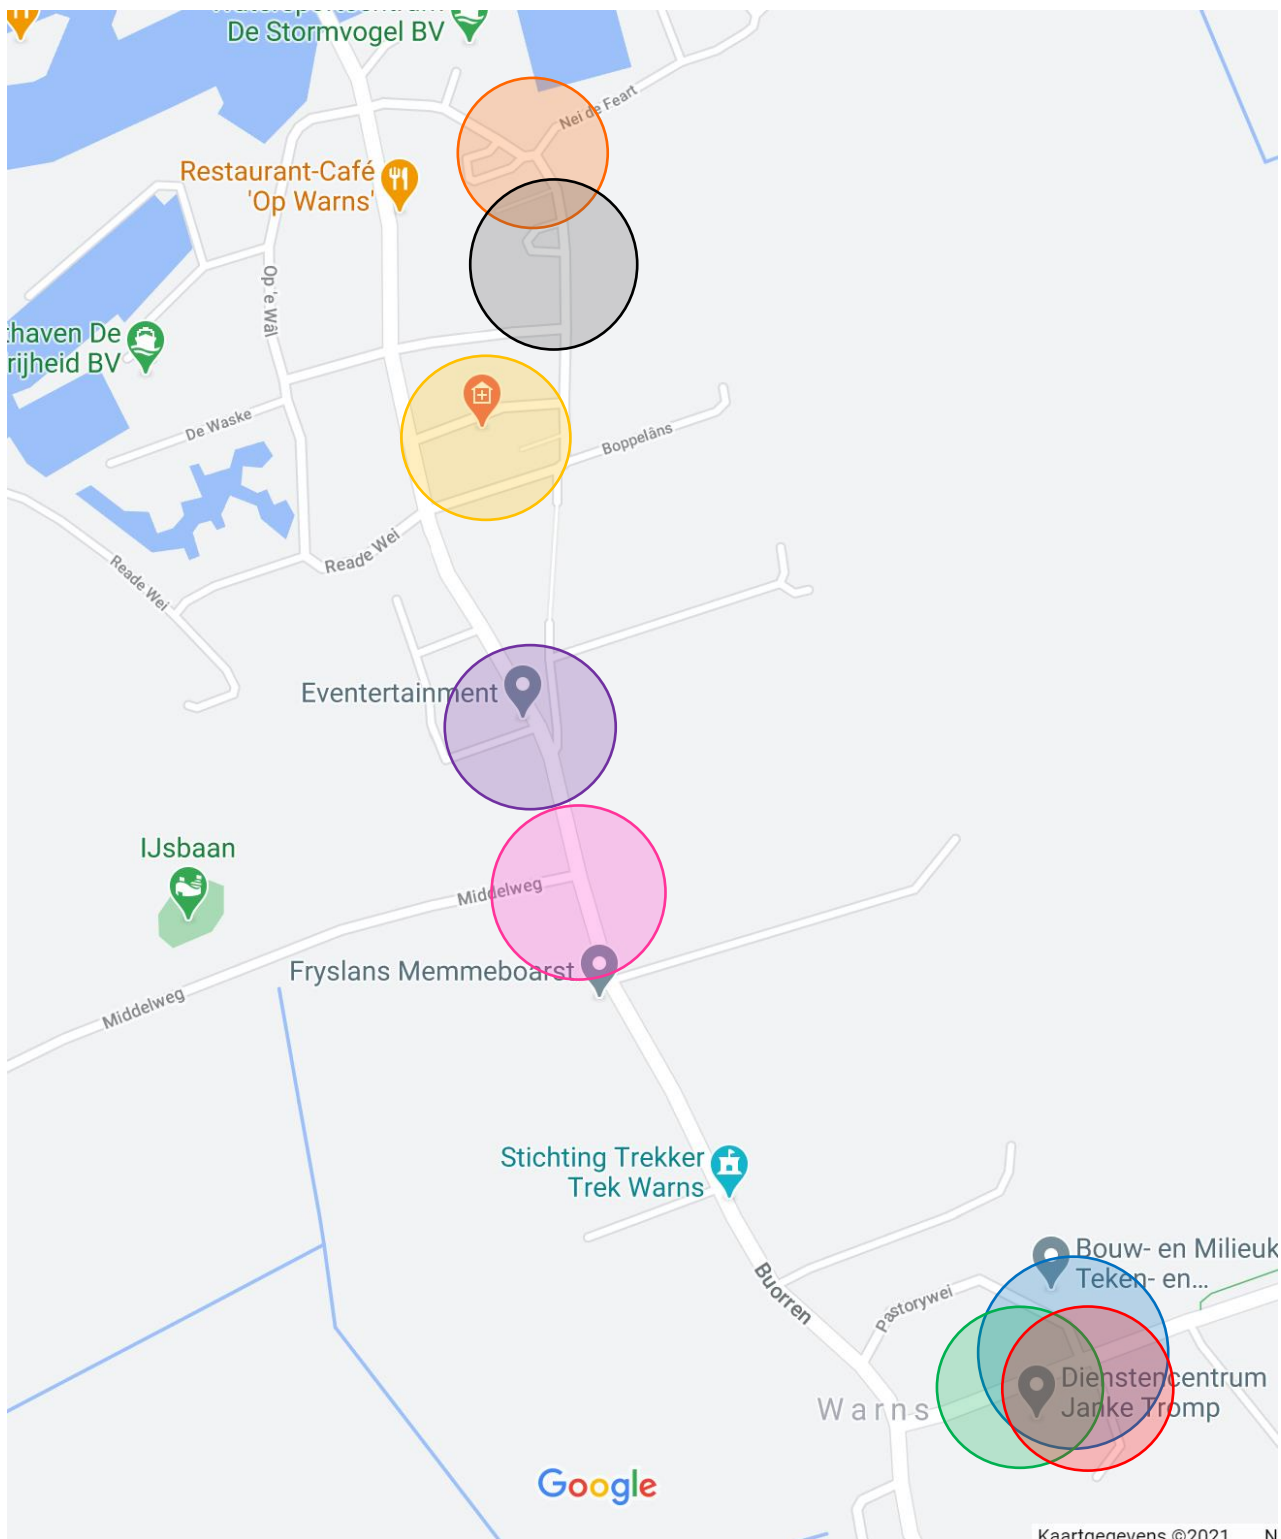 De Stormvogel BV
Nei de Feart
Restaurant-Café
'Op Warns'
Op 'e Wâl
thaven De
rijheid BV
De Waske
Boppelâns
Reade Wei
Reade Wei
Eventertainment
IJsbaan
Middelweg
Fryslans Memmeboarst
Middelweg
Stichting Trekker
Trek Warns
Buorren
Bouw- en Milieuk
Teken- en...
Pastorywei
Dienstencentrum
Janke Tromp
Warns
Google
Kaartgegevens ©2021 N